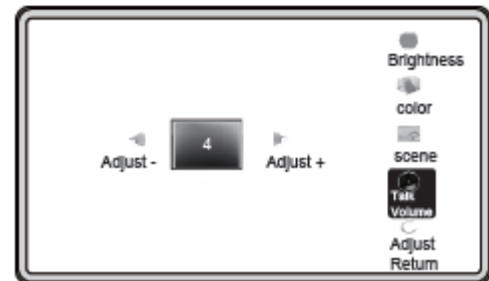 Brightness
color
Adjust -
4
Adjust +
scene
Talk
Volume
Adjust
Return